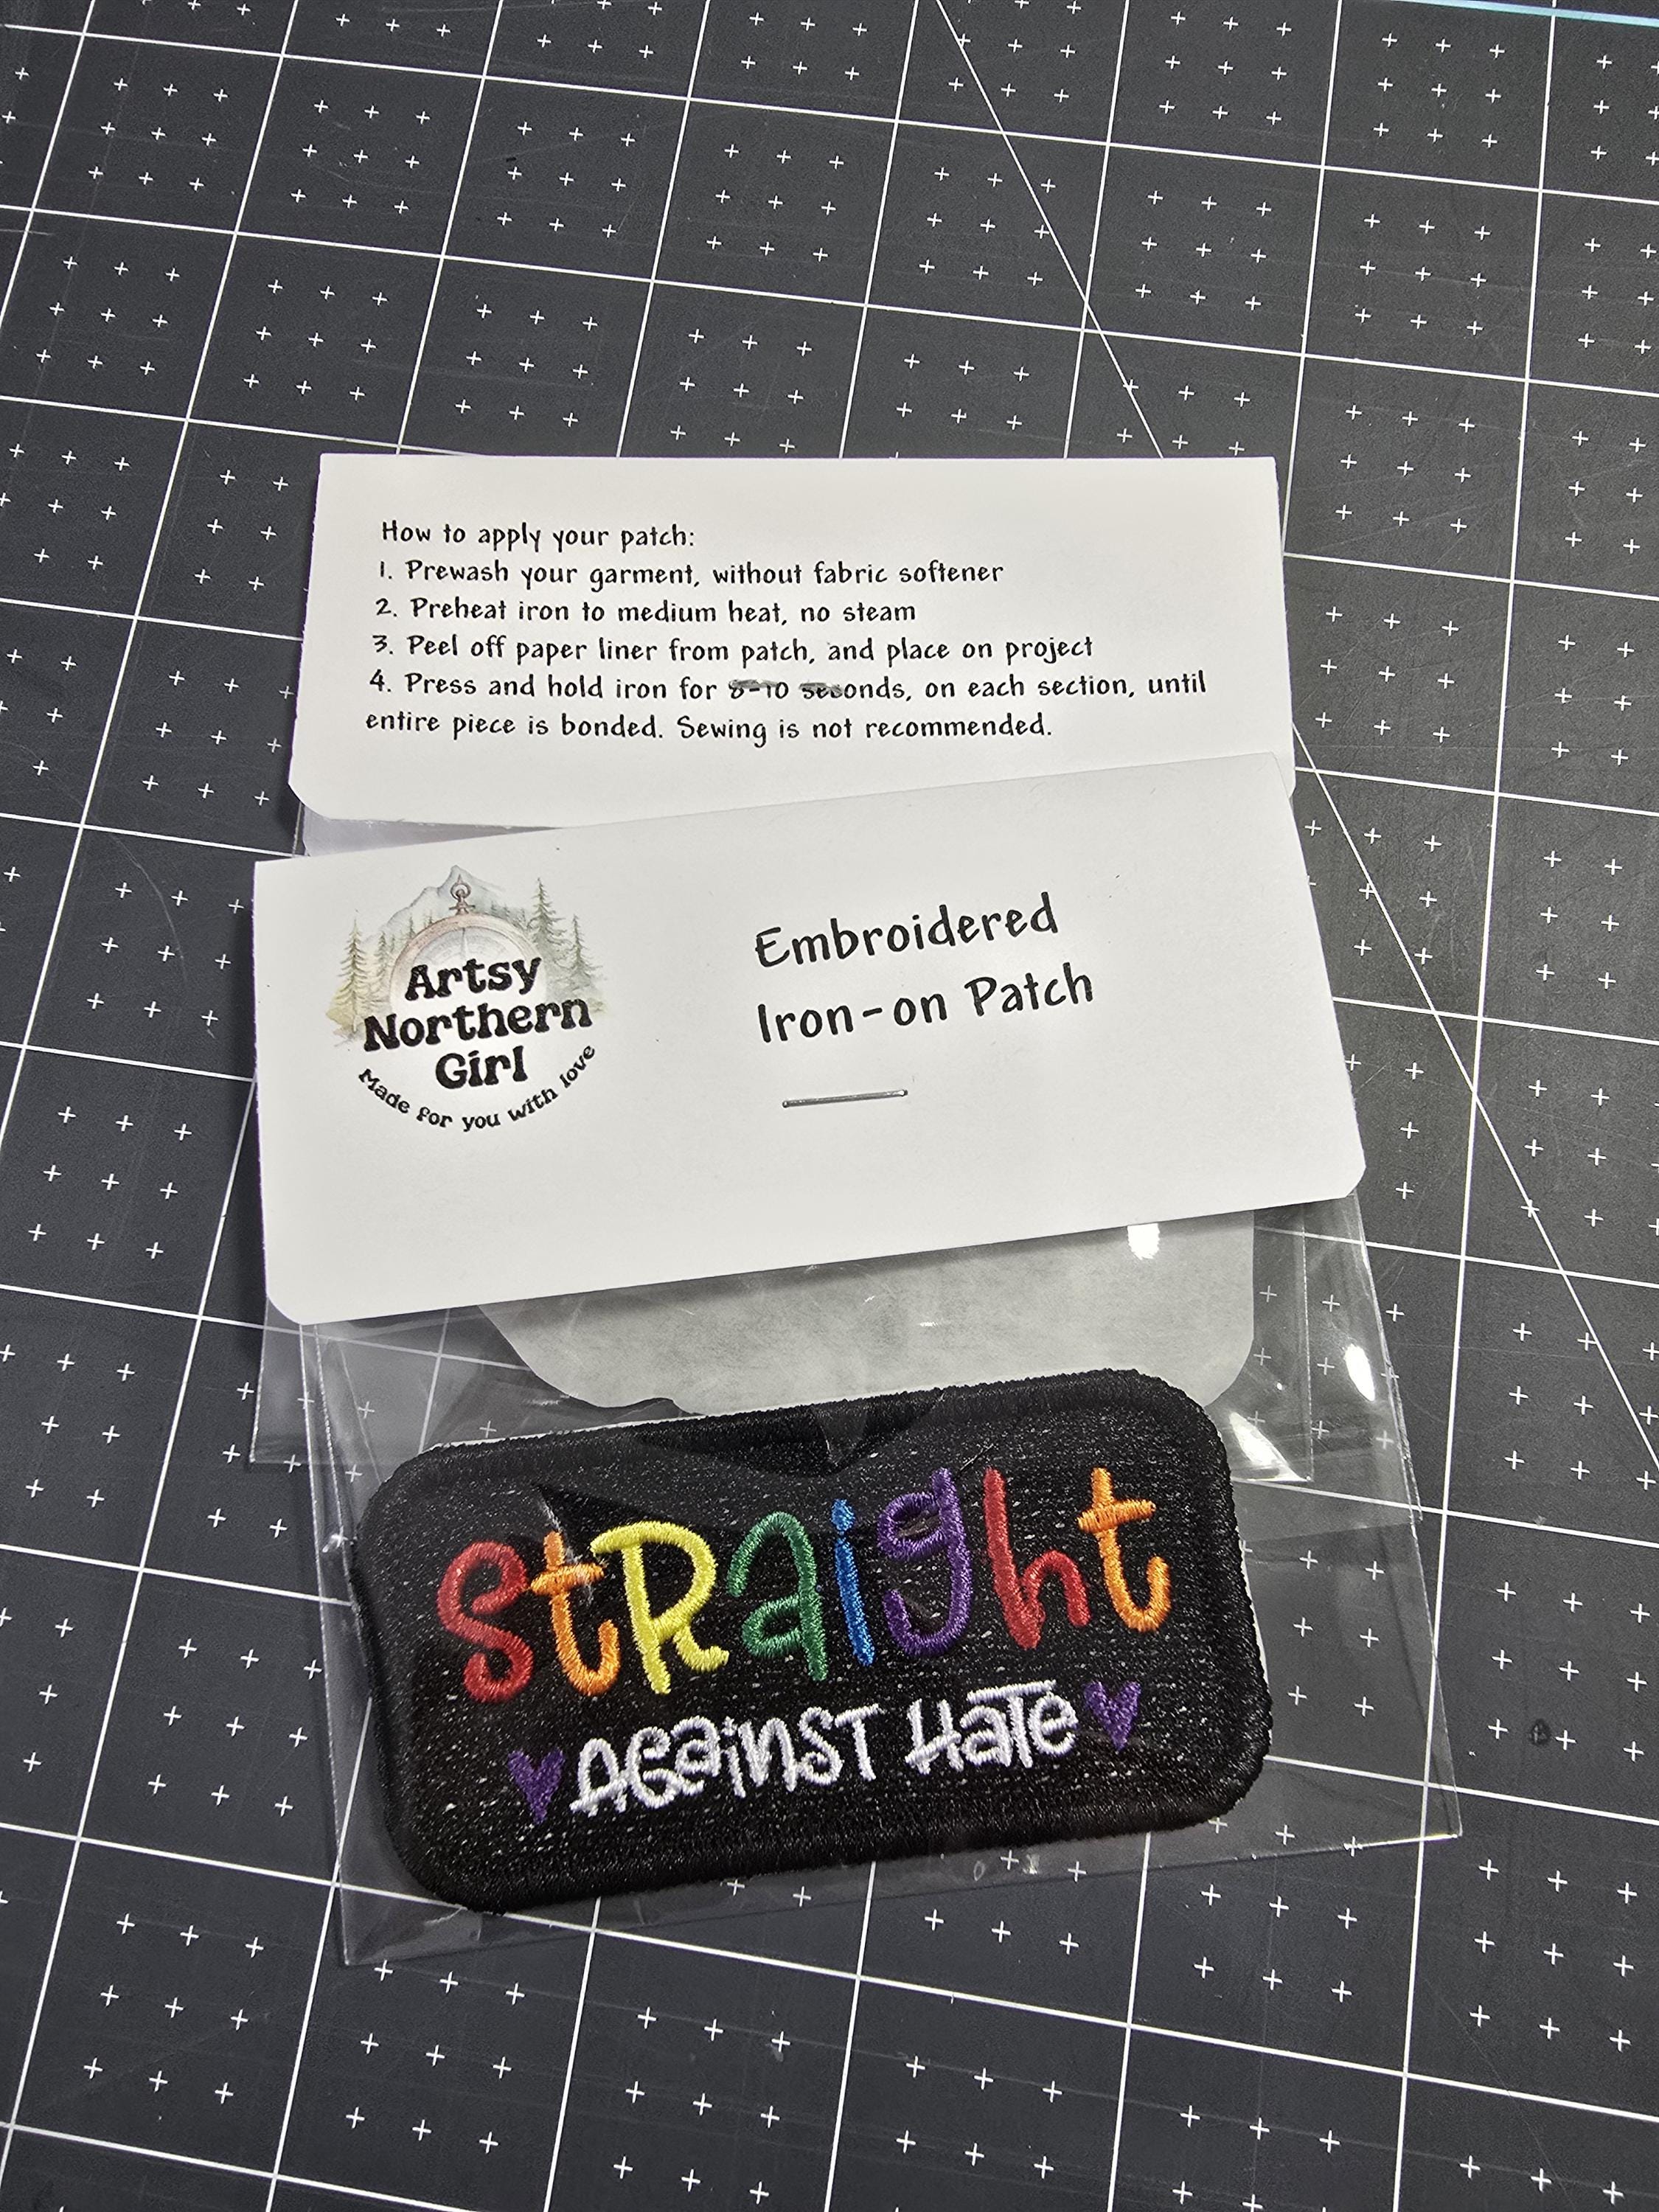 How to apply your patch:
1. Prewash your garment, without fabric softener
2. Preheat iron to medium heat, no steam
3. Peel off paper liner from patch, and place on project
4. Press and hold iron for 8-10 seconds, on each section, until
entire piece is bonded. Sewing is not recommended.
Artsy
Northern
Girl
Made for you with love
Embroidered
Iron-on Patch
stRaight
AGainST HaTe